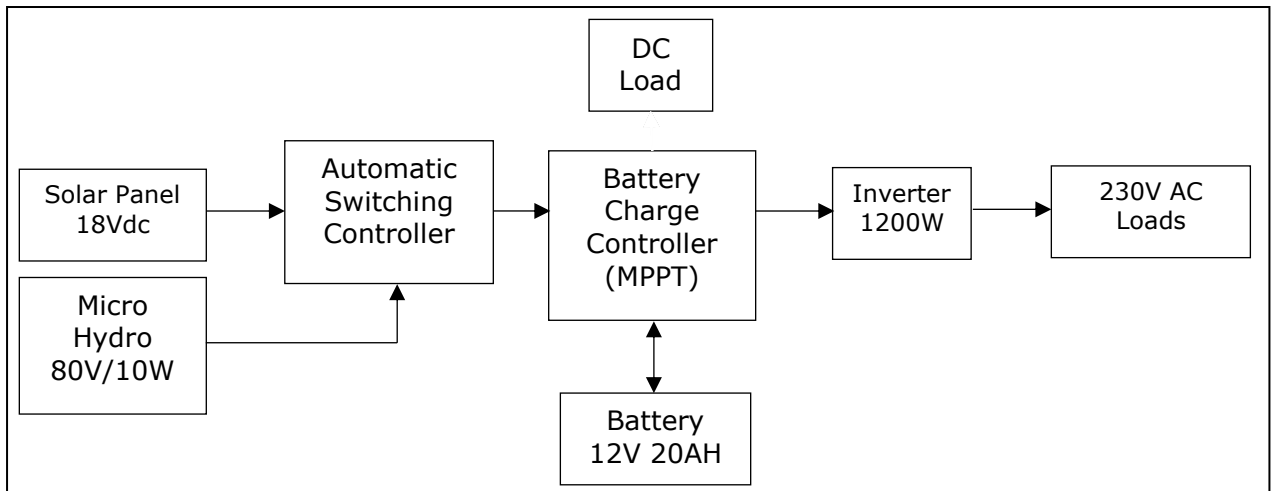 DC
Load
Solar Panel
18Vdc
Automatic
Switching
Controller
Battery
Charge
Controller
(MPPT)
Inverter
1200W
230V AC
Loads
Micro
Hydro
80V/10W
Battery
12V 20AH